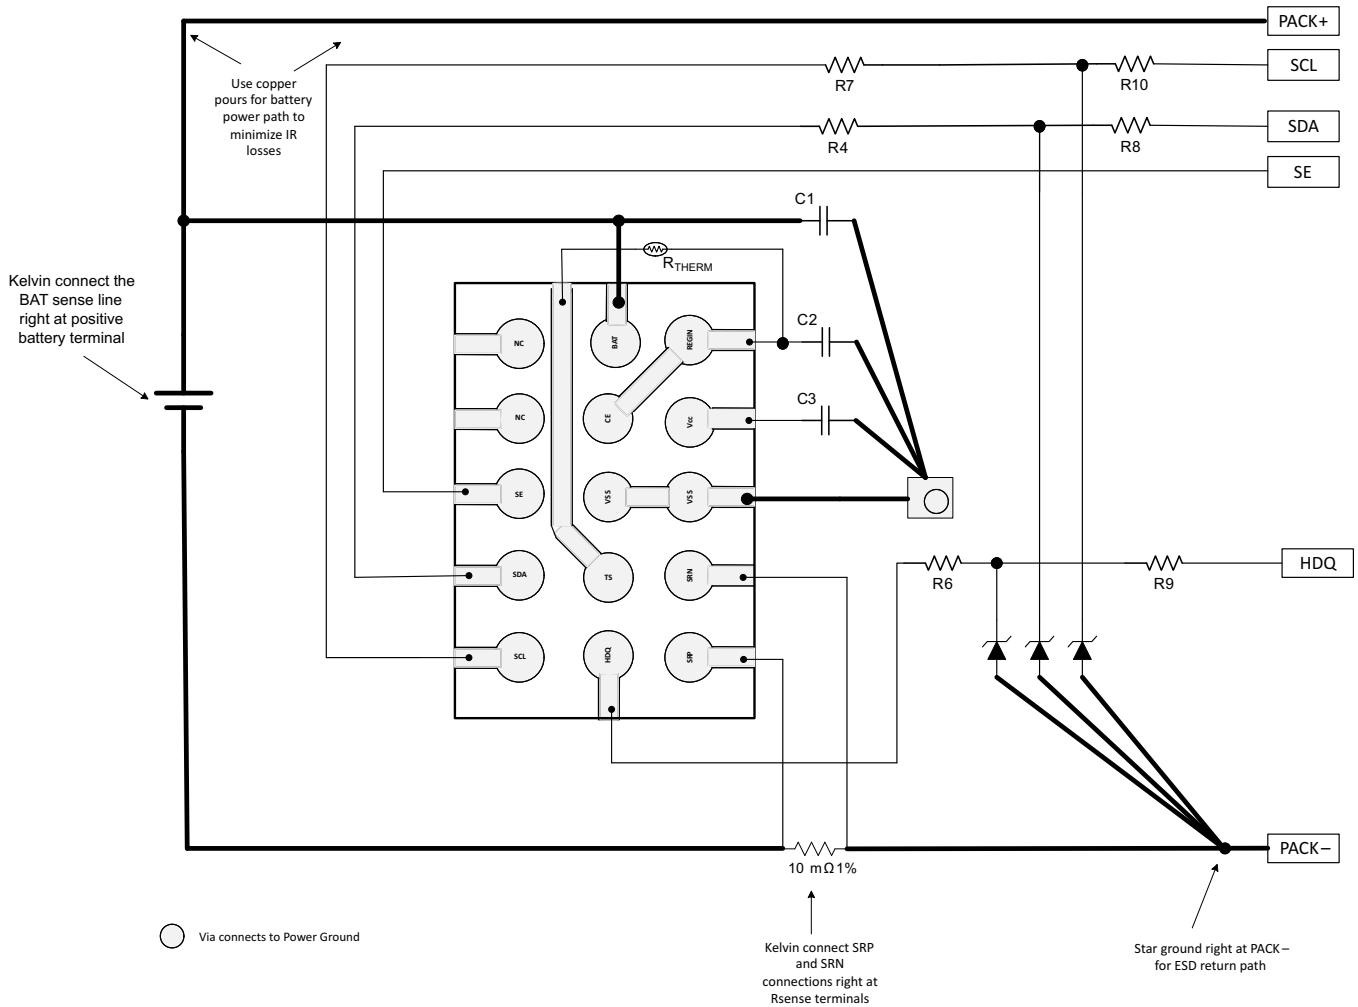 PACK+
SCL
R7
R10
Use copper
pours for battery
power path to
minimize IR
losses
SDA
R4
R8
SE
C1
RTHERM
Kelvin connect the
BAT sense line
right at positive
battery terminal
NC
BAT
REGIN
C2
NC
CE
Vcc
C3
SE
VSS
VSS
SDA
TS
SRN
R6
R9
HDQ
SCL
HDQ
SRP
PACK–
10 mΩ1%
Via connects to Power Ground
Kelvin connect SRP
and SRN
connections right at
Rsense terminals
Star ground right at PACK–
for ESD return path